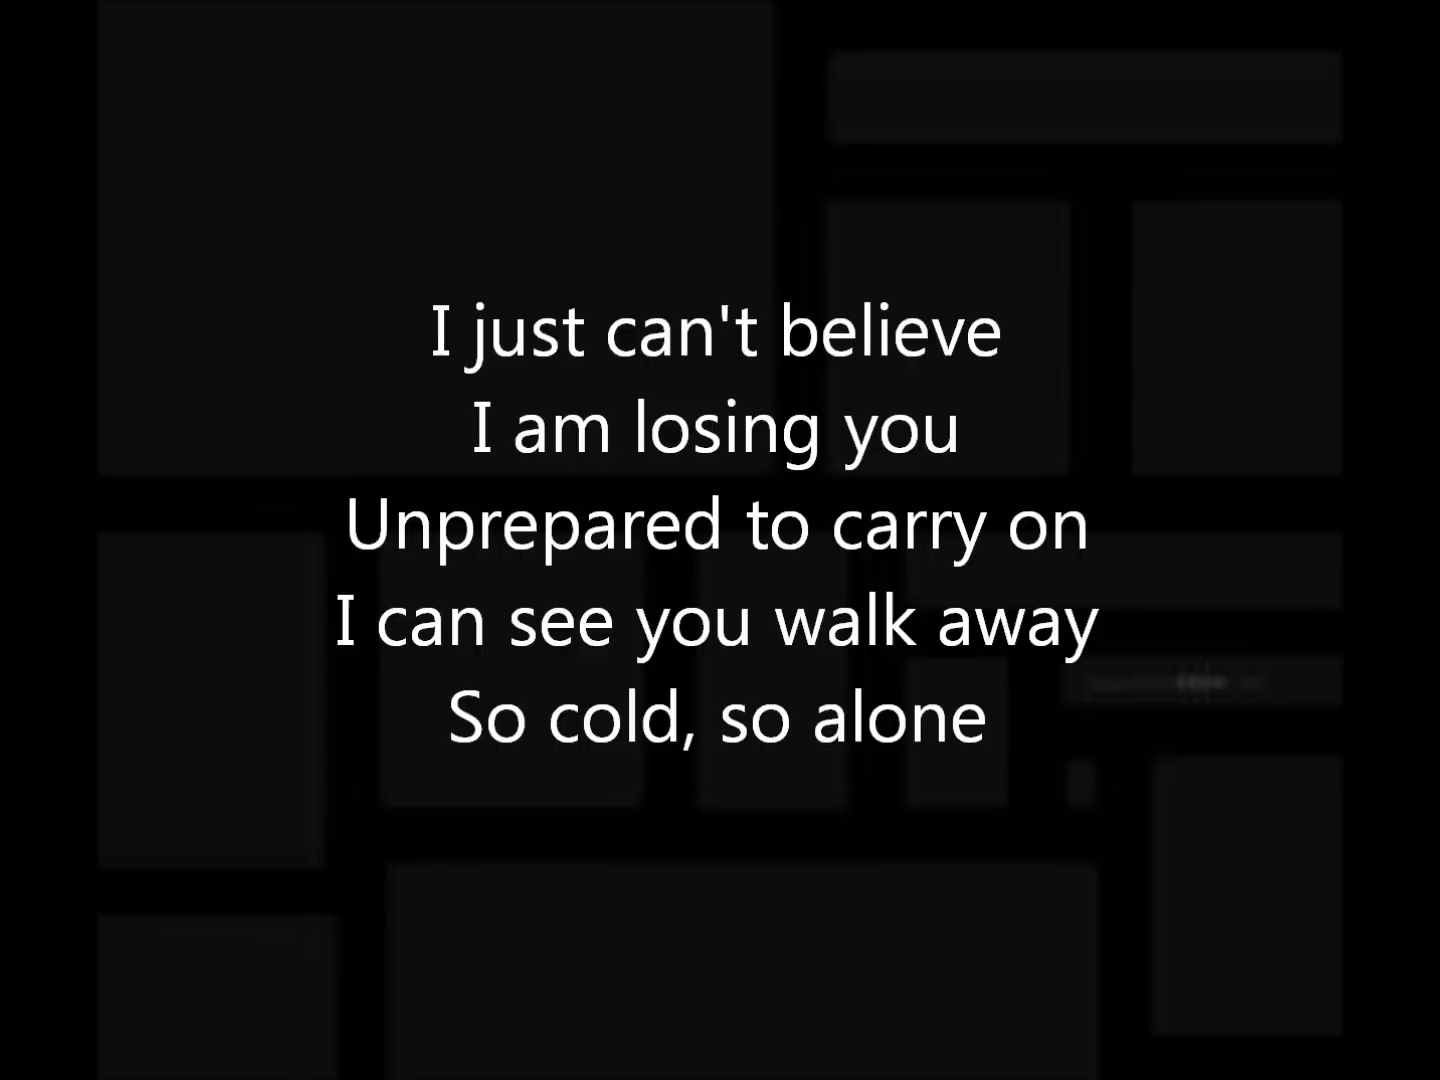 I just can't believe
I am losing you
Unprepared to carry on
I can see you walk away
So cold, so alone